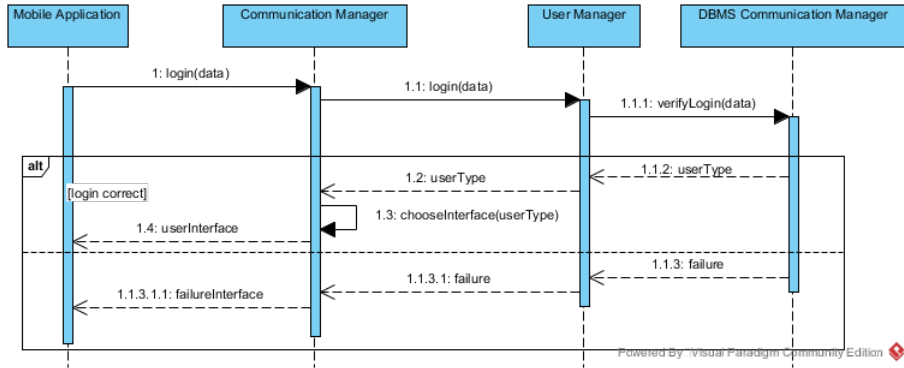 Mobile Application
Communication Manager
User Manager
DBMS Communication Manager
1: login(data)
1.1: login(data)
1.1.1: verifyLogin(data)
alt
1.1.2: userType
1.2: userType
[login correct]
1.3: chooseInterface(userType)
1.4: userInterface
1.1.3: failure
1.1.3.1: failure
1.1.3.1.1: failureInterface
Powered By Visual Paradigm Community Edition